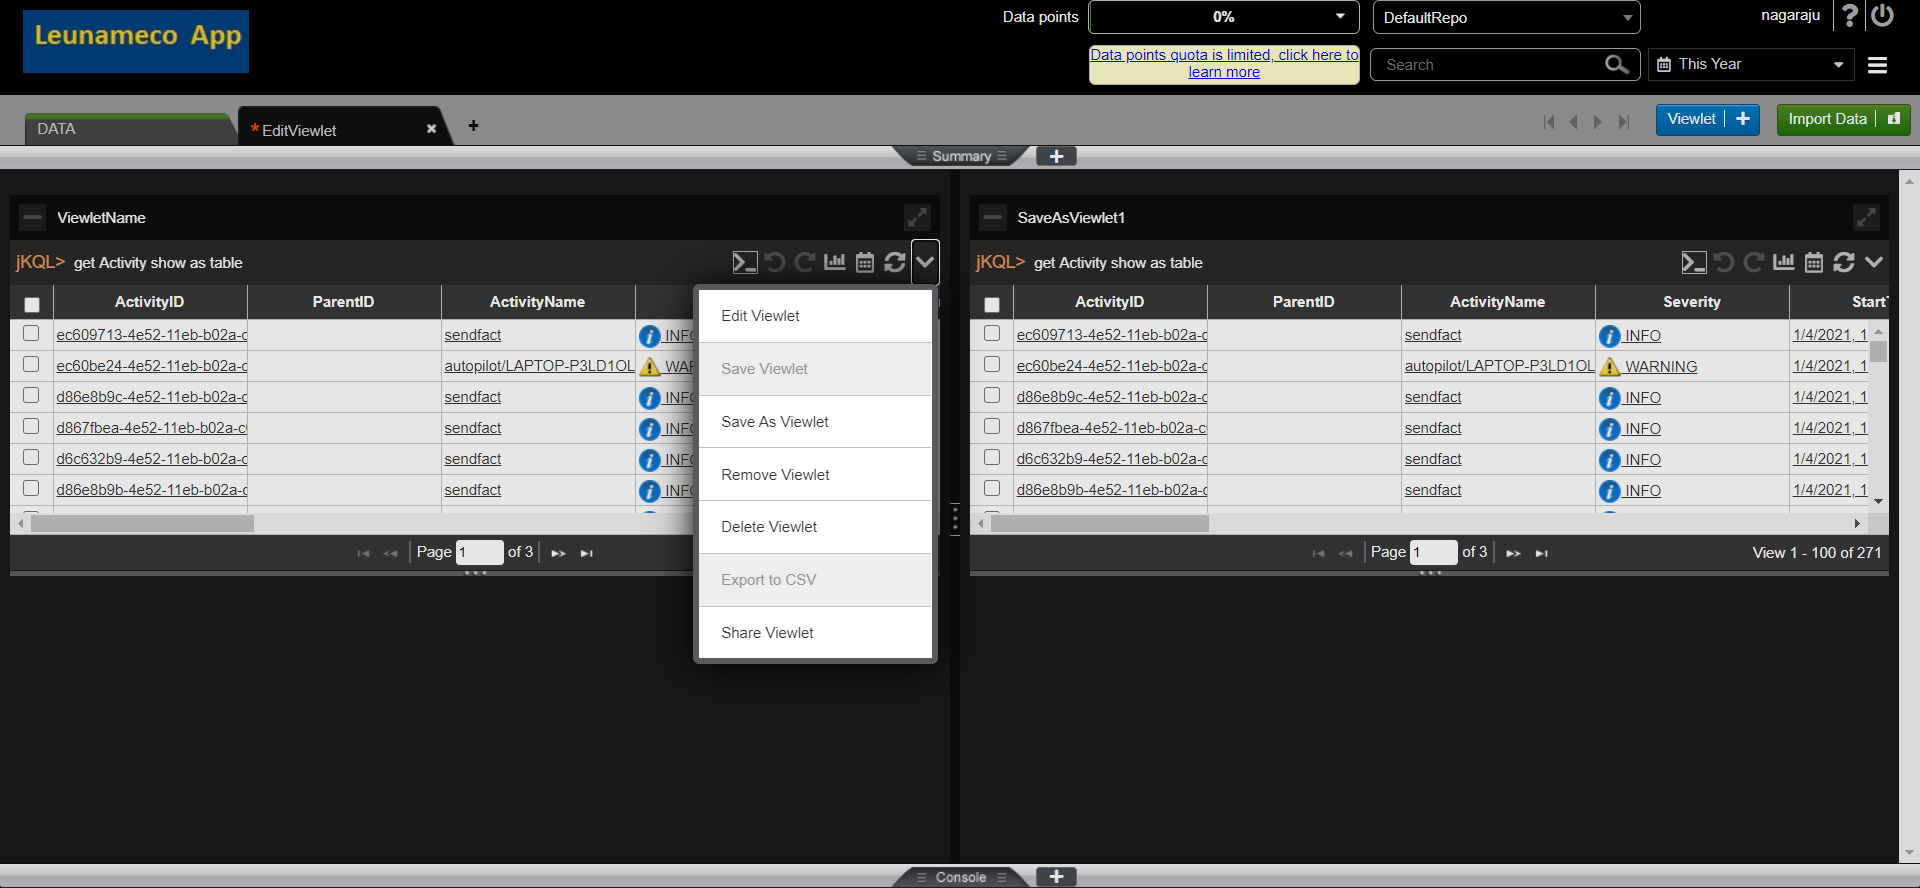 Leunameco App
Data points
0%
DefaultRepo
nagaraju
?
Data points quota is limited, click here to
learn more
Search
This Year
DATA
*EditViewlet
+
Viewlet +
Import Data
Summary
+
ViewletName
jKQL> get Activity show as table
ActivityID ParentID ActivityName
ec609713-4e52-11eb-b02a- sendfact INF
ec60be24-4e52-11eb-b02a- autopilot/LAPTOP-P3LD1OL WAR
d86e8b9c-4e52-11eb-b02a- sendfact INF
d867fbea-4e52-11eb-b02a-c sendfact INF
d6c632b9-4e52-11eb-b02a- sendfact INF
d86e8b9b-4e52-11eb-b02a- sendfact INF
Page 1 of 3
Edit Viewlet
Save Viewlet
Save As Viewlet
Remove Viewlet
Delete Viewlet
Export to CSV
Share Viewlet
SaveAsViewlet1
jKQL> get Activity show as table
ActivityID ParentID ActivityName Severity Start
ec609713-4e52-11eb-b02a- sendfact INFO 1/4/2021, 1
ec60be24-4e52-11eb-b02a- autopilot/LAPTOP-P3LD1OL WARNING 1/4/2021, 1
d86e8b9c-4e52-11eb-b02a- sendfact INFO 1/4/2021, 1
d867fbea-4e52-11eb-b02a-c sendfact INFO 1/4/2021, 1
d6c632b9-4e52-11eb-b02a- sendfact INFO 1/4/2021, 1
d86e8b9b-4e52-11eb-b02a- sendfact INFO 1/4/2021, 1
Page 1 of 3 View 1 - 100 of 271
Console
+